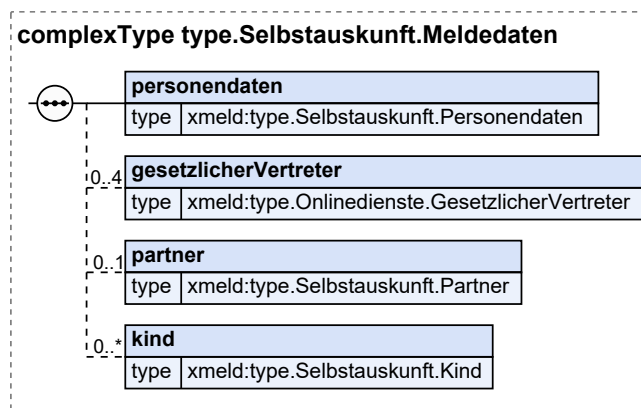 complexType type.Selbstauskunft.Meldedaten
personendaten
type xmeld:type.Selbstauskunft.Personendaten
gesetzlicherVertreter
0..4
type xmeld:type.Onlinedienste.GesetzlicherVertreter
partner
0..1
type xmeld:type.Selbstauskunft.Partner
kind
0..*
type xmeld:type.Selbstauskunft.Kind